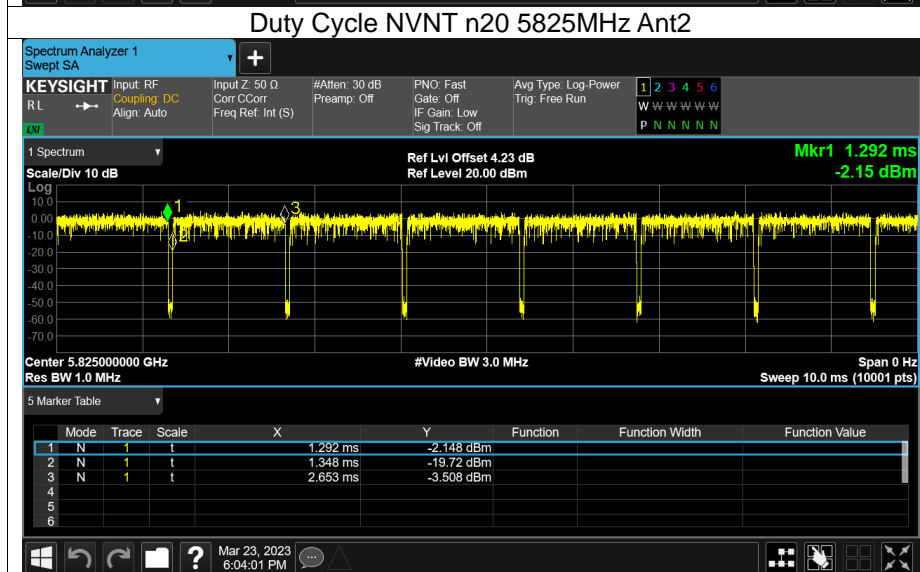 Duty Cycle NVNT n20 5825MHz Ant2
Spectrum Analyzer 1
Swept SA
+
KEYSIGHT
RL
LXI
Input: RF
Coupling: DC
Align: Auto
Input Z: 50 Ω
Corr CCorr
Freq Ref: Int (S)
#Atten: 30 dB
Preamp: Off
PNO: Fast
Gate: Off
IF Gain: Low
Sig Track: Off
Avg Type: Log-Power
Trig: Free Run
1 2 3 4 5 6
W W W W W W
P N N N N N
1 Spectrum
Scale/Div 10 dB
Ref Lvl Offset 4.23 dB
Ref Level 20.00 dBm
Mkr1 1.292 ms
-2.15 dBm
Log
10.0
0.00
-10.0
-20.0
-30.0
-40.0
-50.0
-60.0
-70.0
1
2
3
Center 5.825000000 GHz
Res BW 1.0 MHz
#Video BW 3.0 MHz
Span 0 Hz
Sweep 10.0 ms (10001 pts)
5 Marker Table
Mode Trace Scale X Y Function Function Width Function Value
1 N 1 t 1.292 ms -2.148 dBm
2 N 1 t 1.348 ms -19.72 dBm
3 N 1 t 2.653 ms -3.508 dBm
4
5
6
?
Mar 23, 2023
6:04:01 PM